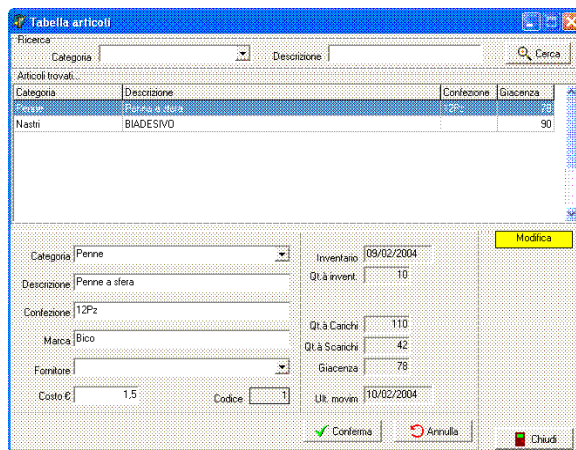 Tabella articoli
Ricerca
Categoria Descrizione Cerca
Articoli trovati...
Categoria Descrizione Confezione Giacenza
Penne Penne a sfera 12Pz 78
Nastri BIADESIVO 90
Modifica
Categoria Penne Inventario 09/02/2004
Descrizione Penne a sfera Qt.à invent. 10
Confezione 12Pz
Marca Bico Qt.à Carichi 110
Qt.à Scarichi 42
Fornitore Giacenza 78
Costo € 1,5 Codice 1 Ult. movim 10/02/2004
Conferma Annulla
Chiudi